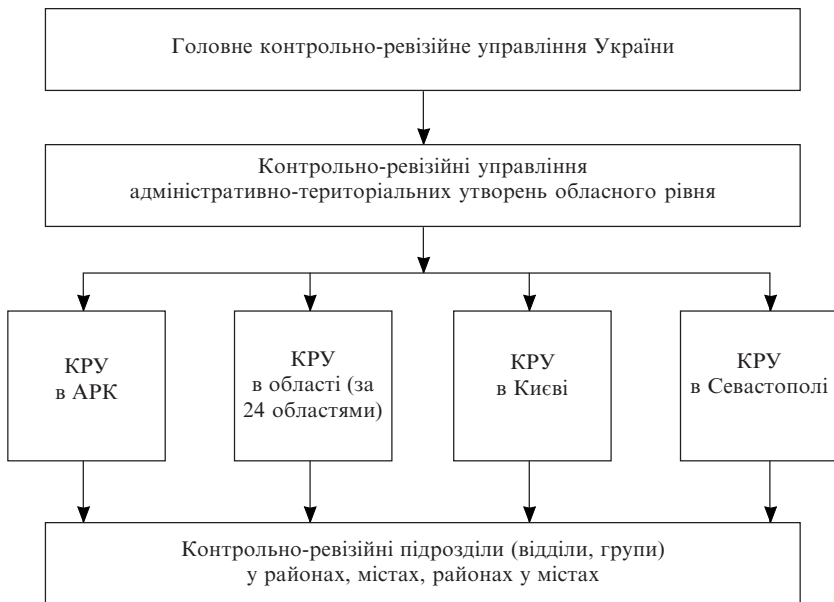 Головне контрольно-ревізійне управління України
Контрольно-ревізійні управління
адміністративно-територіальних утворень обласного рівня
КРУ
в АРК
КРУ
в області (за
24 областями)
КРУ
в Києві
КРУ
в Севастополі
Контрольно-ревізійні підрозділи (відділи, групи)
у районах, містах, районах у містах